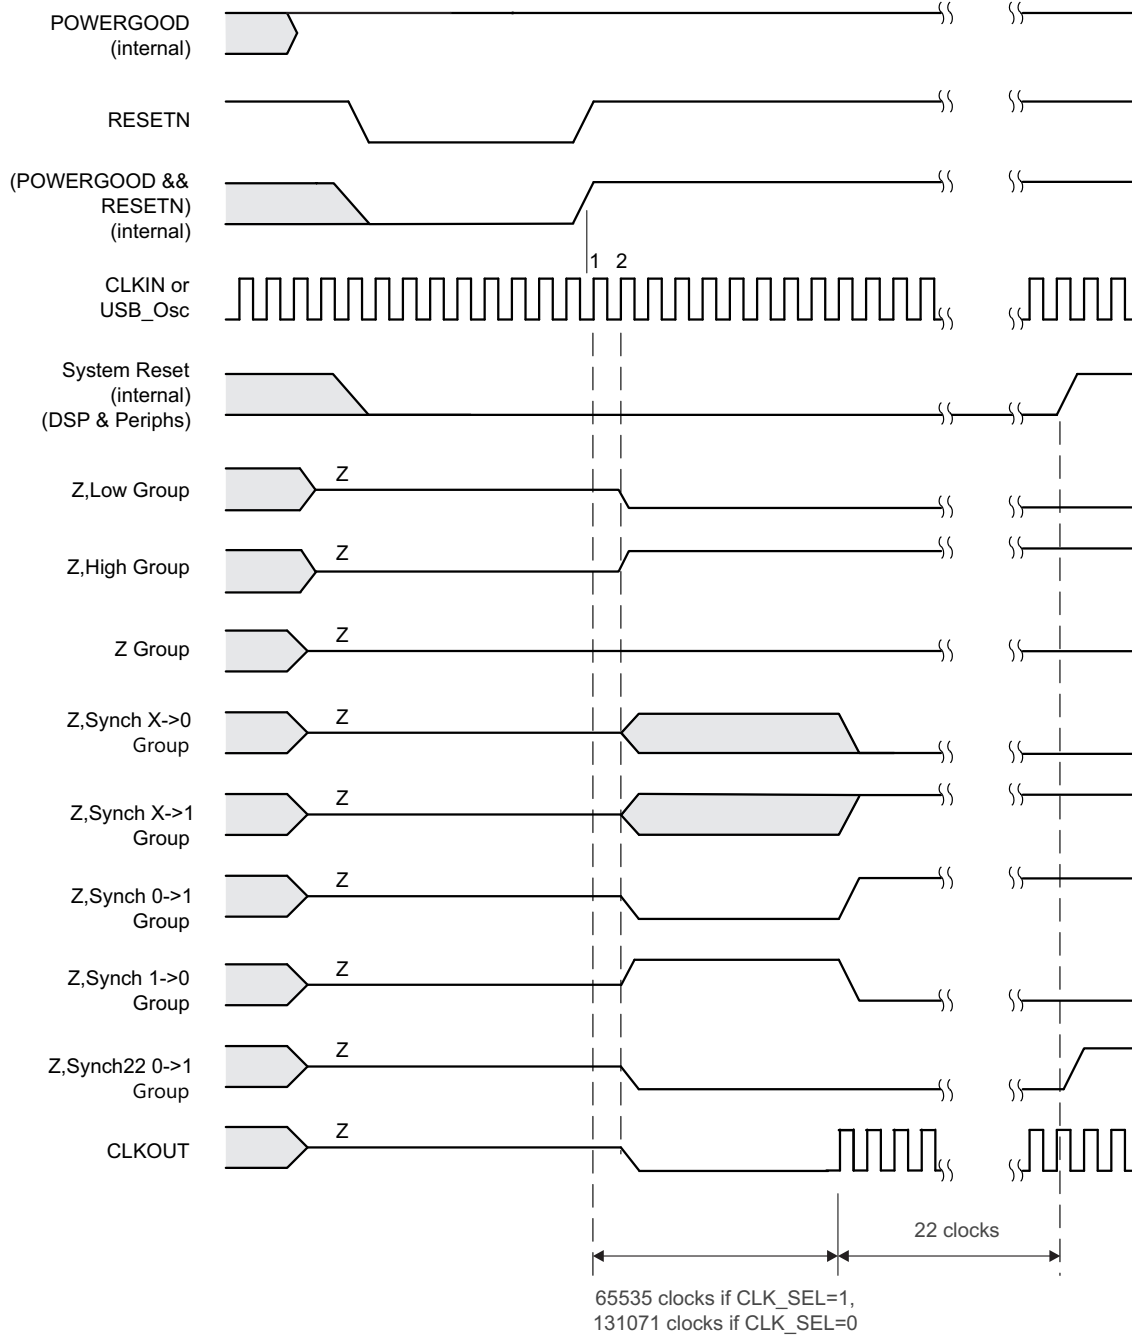 POWERGOOD
(internal)
RESETN
(POWERGOOD &&
RESETN)
(internal)
1 2
CLKIN or
USB_Osc
System Reset
(internal)
(DSP & Periphs)
Z,Low Group
Z
Z,High Group
Z
Z Group
Z
Z,Synch X->0
Group
Z
Z,Synch X->1
Group
Z
Z,Synch 0->1
Group
Z
Z,Synch 1->0
Group
Z
Z,Synch22 0->1
Group
Z
CLKOUT
Z
22 clocks
65535 clocks if CLK_SEL=1,
131071 clocks if CLK_SEL=0